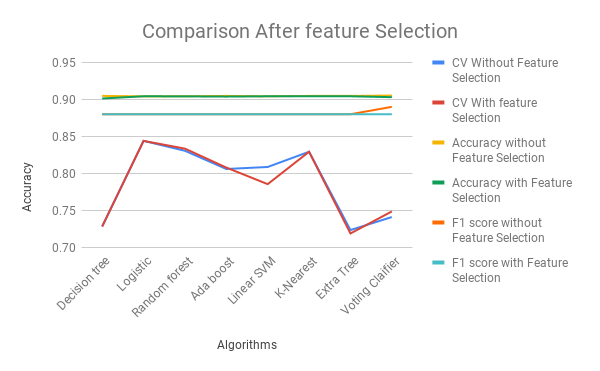 Comparison After feature Selection
0.95
0.90
0.85
0.80
0.75
0.70
Accuracy
Decision tree
Logistic
Random forest
Ada boost
Linear SVM
K-Nearest
Extra Tree
Voting Claifier
Algorithms
CV Without Feature
Selection
CV With feature
Selection
Accuracy without
Feature Selection
Accuracy with Feature
Selection
F1 score without
Feature Selection
F1 score with Feature
Selection